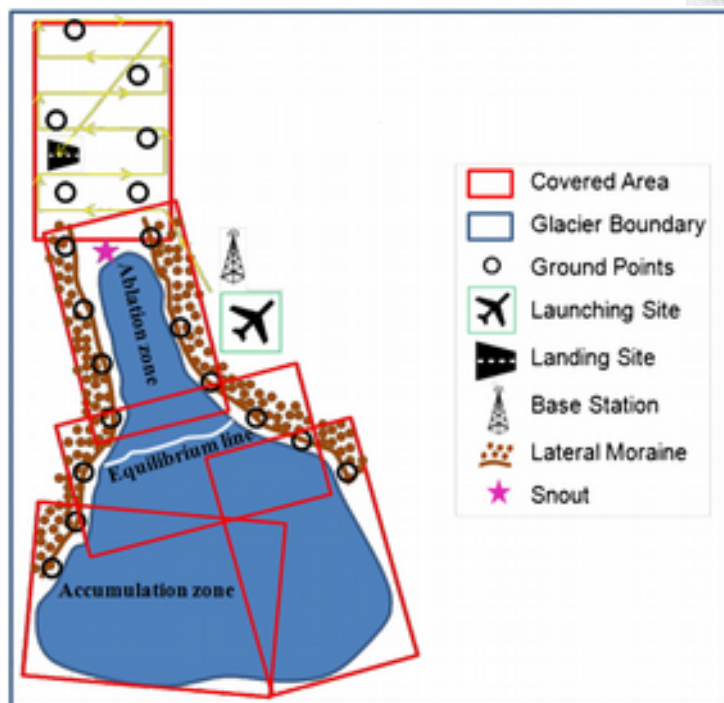 Covered Area
Glacier Boundary
Ground Points
Launching Site
Landing Site
Base Station
Lateral Moraine
Snout
Ablation zone
Equilibrium line
Accumulation zone